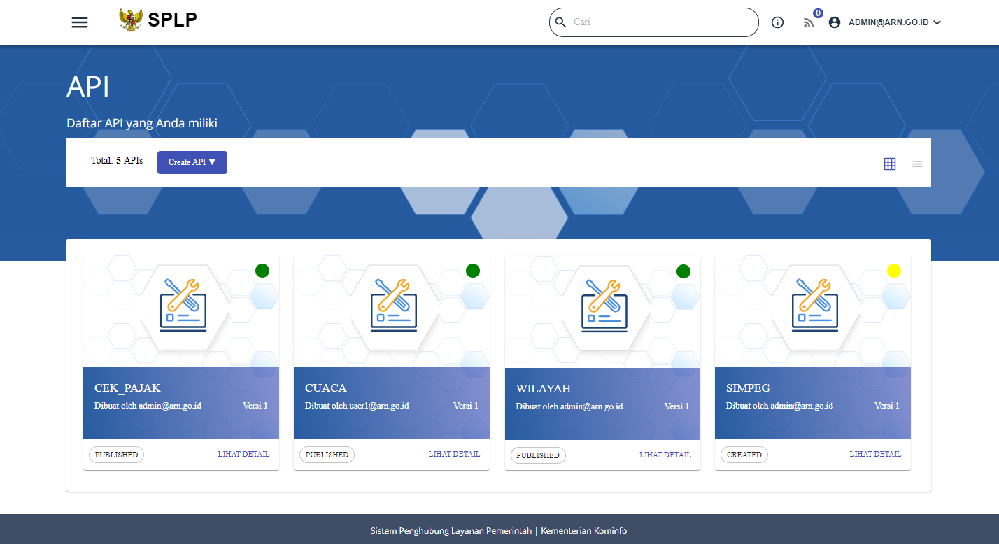 SPLP
Cari
0
ADMIN@ARN.GO.ID
API
Daftar API yang Anda miliki
Total: 5 APIs
Create API ▼
CEK_PAJAK
Dibuat oleh admin@arn.go.id Versi 1
PUBLISHED LIHAT DETAIL
CUACA
Dibuat oleh user1@arn.go.id Versi 1
PUBLISHED LIHAT DETAIL
WILAYAH
Dibuat oleh admin@arn.go.id Versi 1
PUBLISHED LIHAT DETAIL
SIMPEG
Dibuat oleh admin@arn.go.id Versi 1
CREATED LIHAT DETAIL
Sistem Penghubung Layanan Pemerintah | Kementerian Kominfo